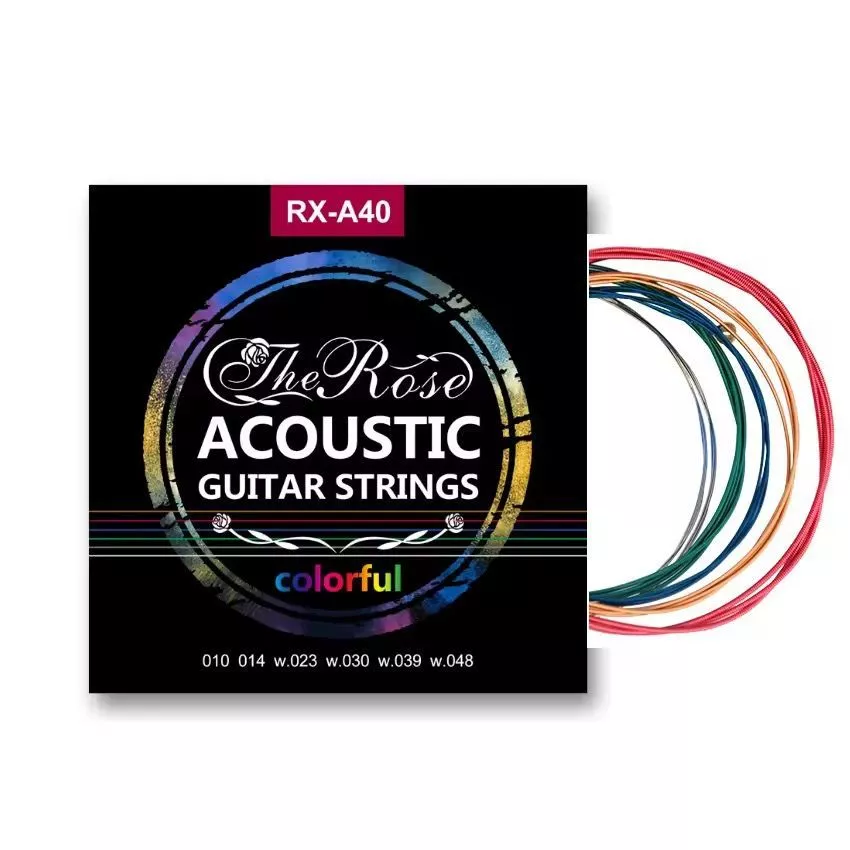 RX-A40
The Rose
ACOUSTIC
GUITAR STRINGS
colorful
010 014 w.023 w.030 w.039 w.048